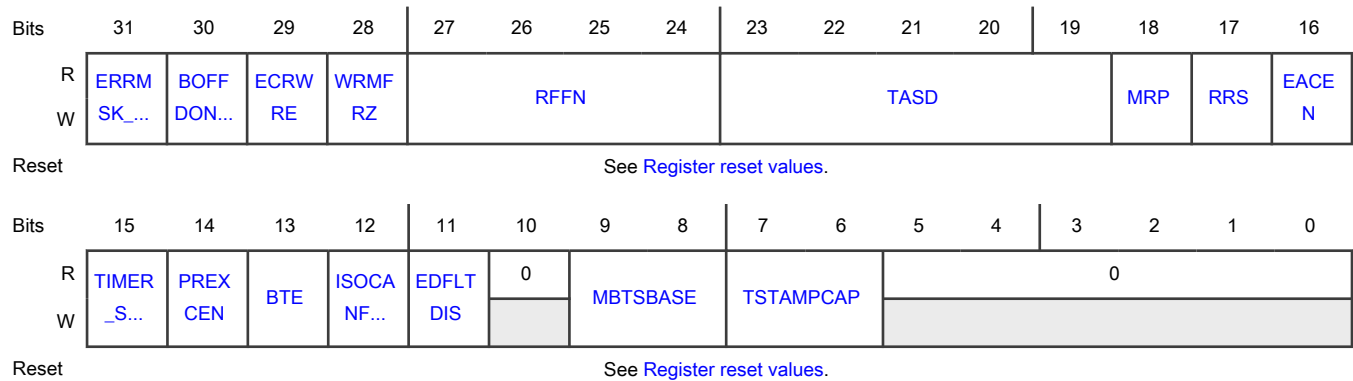 Bits 31 30 29 28 27 26 25 24 23 22 21 20 19 18 17 16
R
W
ERRM
SK_...
BOFF
DON...
ECRW
RE
WRMF
RZ
RFFN
TASD
MRP
RRS
EACE
N
Reset See Register reset values.
Bits 15 14 13 12 11 10 9 8 7 6 5 4 3 2 1 0
R
W
TIMER
_S...
PREX
CEN
BTE
ISOCA
NF...
EDFLT
DIS
0
MBTSBASE
TSTAMPCAP
0
Reset See Register reset values.